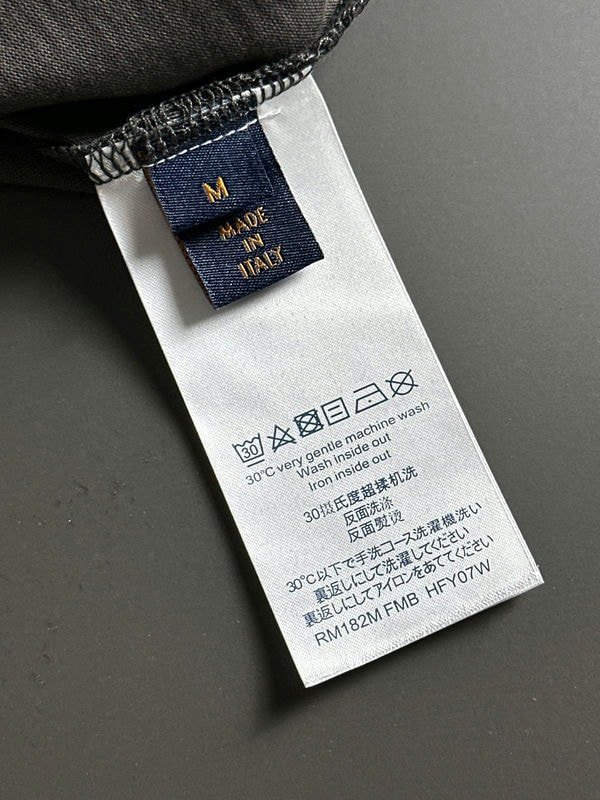 M
MADE
IN
ITALY
30
30°C very gentle machine wash
Wash inside out
Iron inside out
30摄氏度超揉机洗
反面洗涤
反面熨烫
30℃以下で手洗コース洗濯機洗い
裏返しにして洗濯してください
裏返しにしてアイロンをあててください
RM182M FMB HFY07W